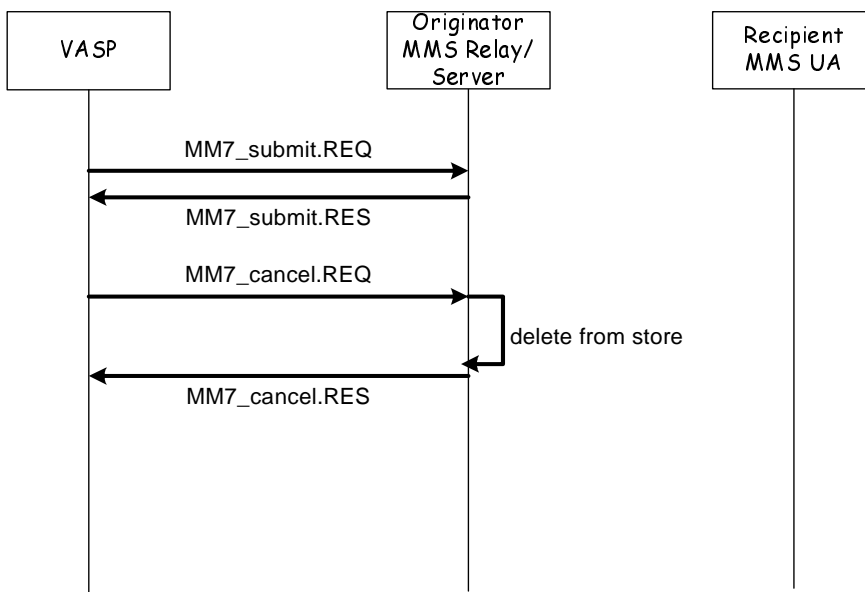 VASP
Originator
MMS Relay/
Server
Recipient
MMS UA
MM7_submit.REQ
MM7_submit.RES
MM7_cancel.REQ
delete from store
MM7_cancel.RES